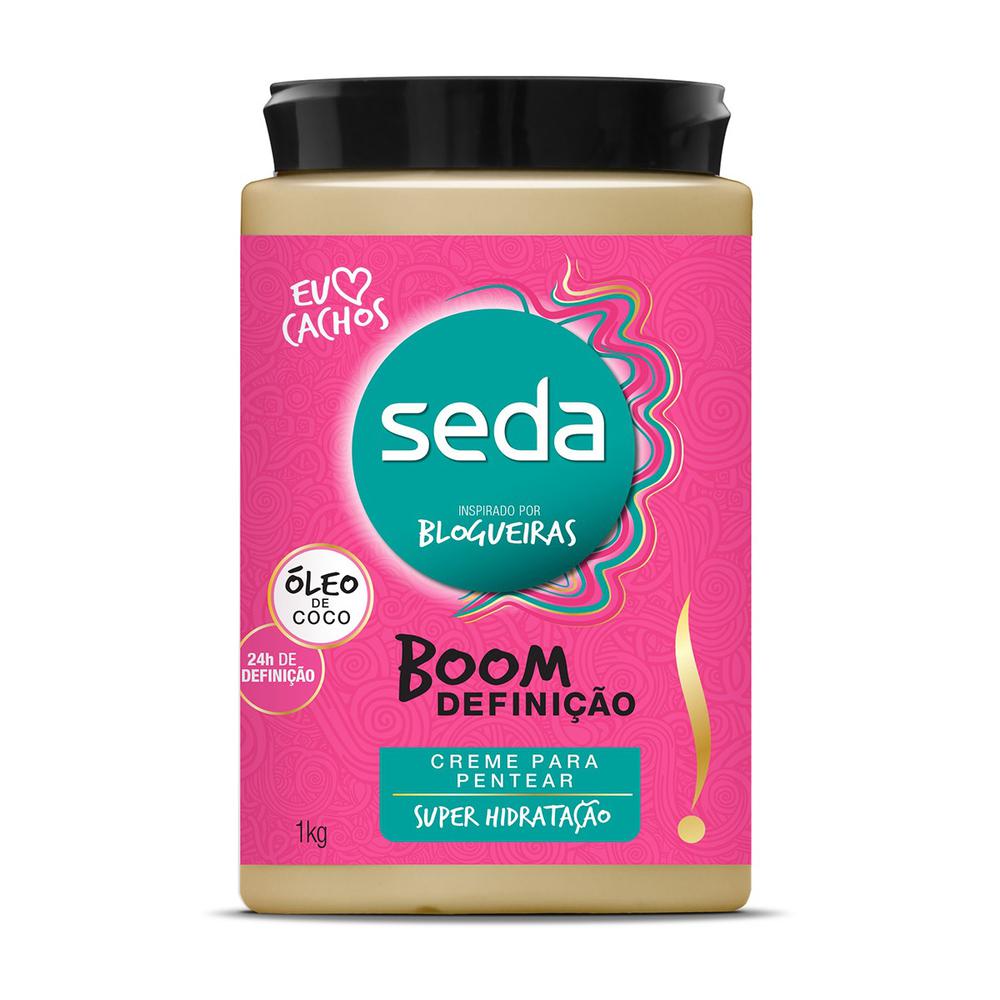 EU♡
CACHOS
seda
INSPIRADO POR
BLOGUEIRAS
ÓLEO
DE
COCO
24h DE
DEFINIÇÃO
BOOM
DEFINIÇÃO
CREME PARA
PENTEAR
SUPER HIDRATAÇÃO
1kg